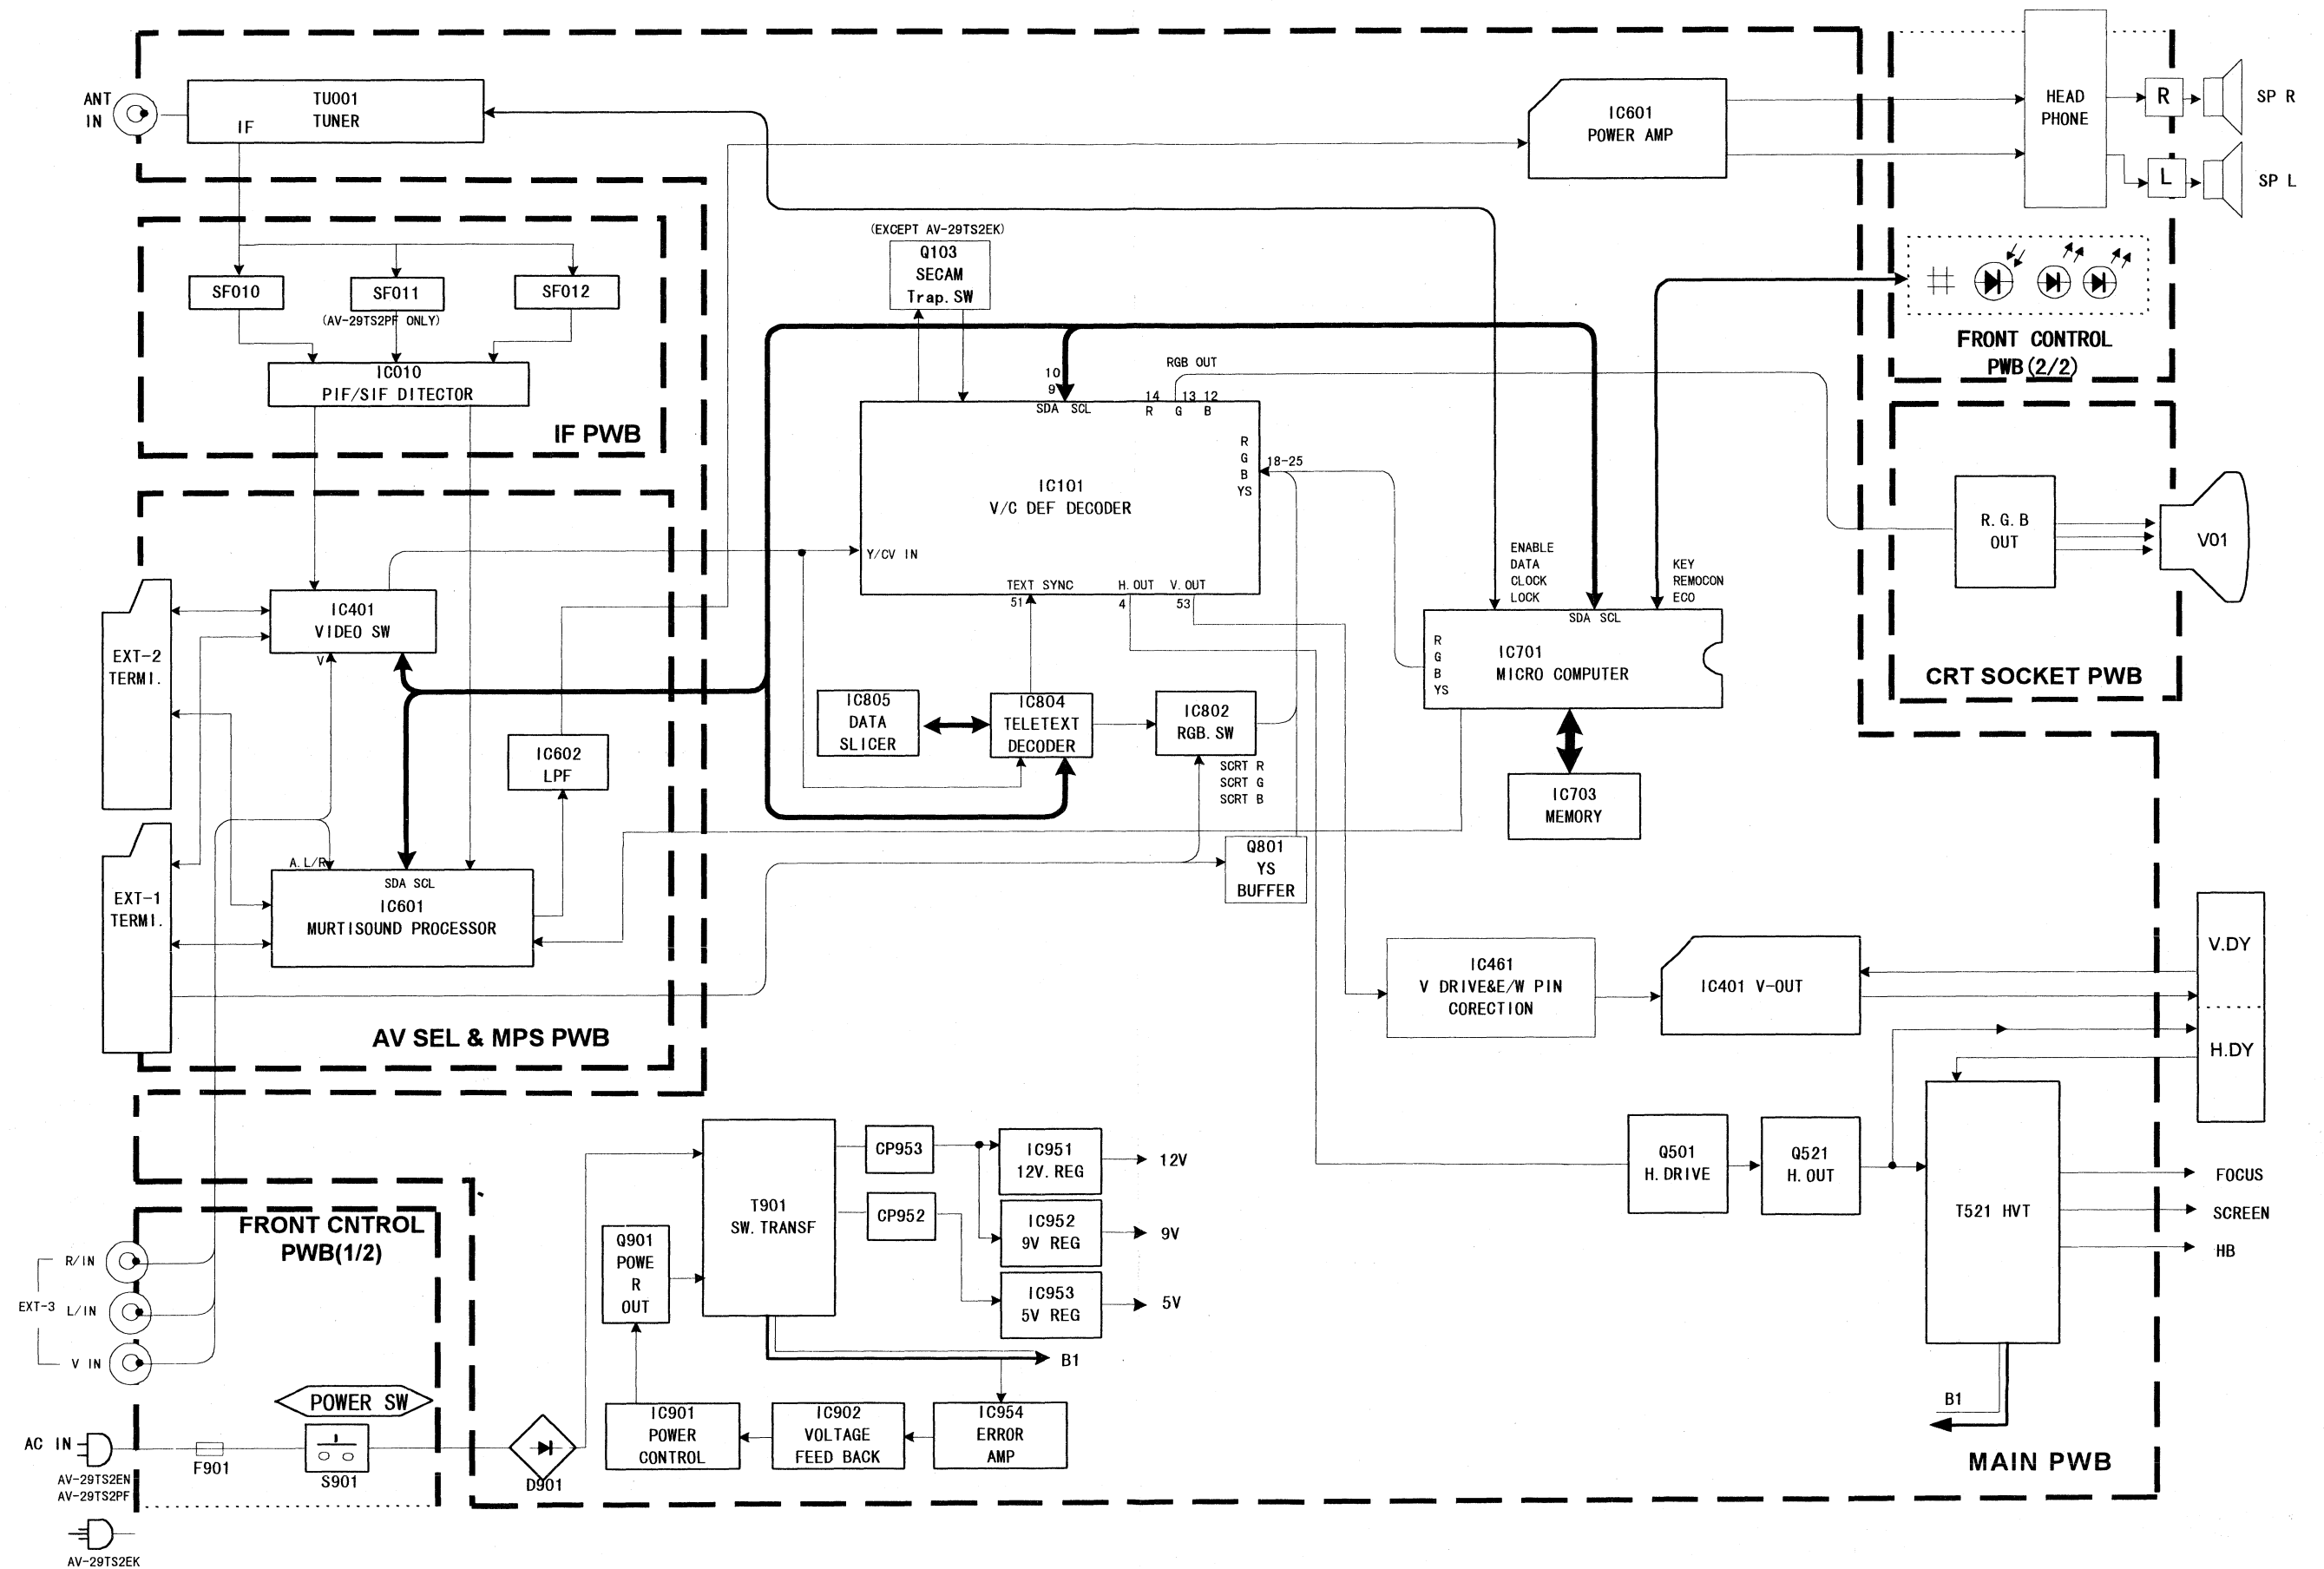 ANT
IN
TU001
TUNER
IF
IC601
POWER AMP
HEAD
PHONE
R
SP R
L
SP L
SF010
SF011
(AV-29TS2PF ONLY)
SF012
IC010
PIF/SIF DITECTOR
IF PWB
(EXCEPT AV-29TS2EK)
Q103
SECAM
Trap.SW
FRONT CONTROL
PWB(2/2)
10
9
SDA SCL
RGB OUT
14 13 12
R G B
R
G
B
YS
18-25
IC101
V/C DEF DECODER
Y/CV IN
TEXT SYNC
H.OUT V.OUT
51
4
53
R.G.B
OUT
V01
CRT SOCKET PWB
ENABLE
DATA
CLOCK
LOCK
KEY
REMOCON
ECO
SDA SCL
R
G
B
YS
IC701
MICRO COMPUTER
IC703
MEMORY
EXT-2
TERMI.
IC401
VIDEO SW
V
IC602
LPF
IC805
DATA
SLICER
IC804
TELETEXT
DECODER
IC802
RGB.SW
SCRT R
SCRT G
SCRT B
Q801
YS
BUFFER
EXT-1
TERMI.
A.L/R
SDA SCL
IC601
MURTISOUND PROCESSOR
AV SEL & MPS PWB
IC461
V DRIVE&E/W PIN
CORECTION
IC401 V-OUT
V.DY
H.DY
Q501
H.DRIVE
Q521
H.OUT
T521 HVT
FOCUS
SCREEN
HB
B1
MAIN PWB
FRONT CNTROL
PWB(1/2)
R/IN
EXT-3
L/IN
V IN
POWER SW
AC IN
AV-29TS2EN
AV-29TS2PF
F901
S901
D901
AV-29TS2EK
T901
SW.TRANSF
Q901
POWE
R
OUT
CP953
CP952
IC951
12V.REG
12V
IC952
9V REG
9V
IC953
5V REG
5V
B1
IC901
POWER
CONTROL
IC902
VOLTAGE
FEED BACK
IC954
ERROR
AMP